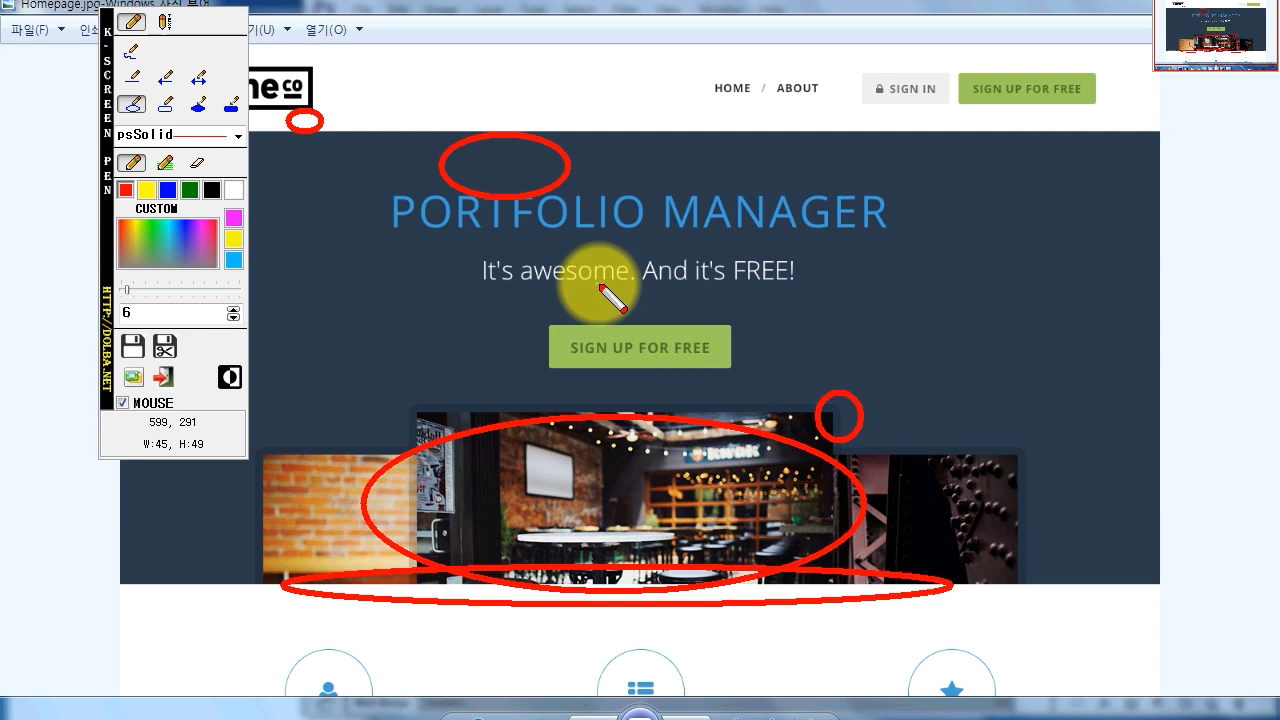 Homepage.jpg-Windows 사진 뷰어
파일(F) 인쇄
기(U) 열기(O)
K-SCREEN PEN
HTTP://DOLBA.NET
psSolid
CUSTOM
6
MOUSE
599, 291
W:45, H:49
me co
HOME / ABOUT
SIGN IN
SIGN UP FOR FREE
PORTFOLIO MANAGER
It's awesome. And it's FREE!
SIGN UP FOR FREE